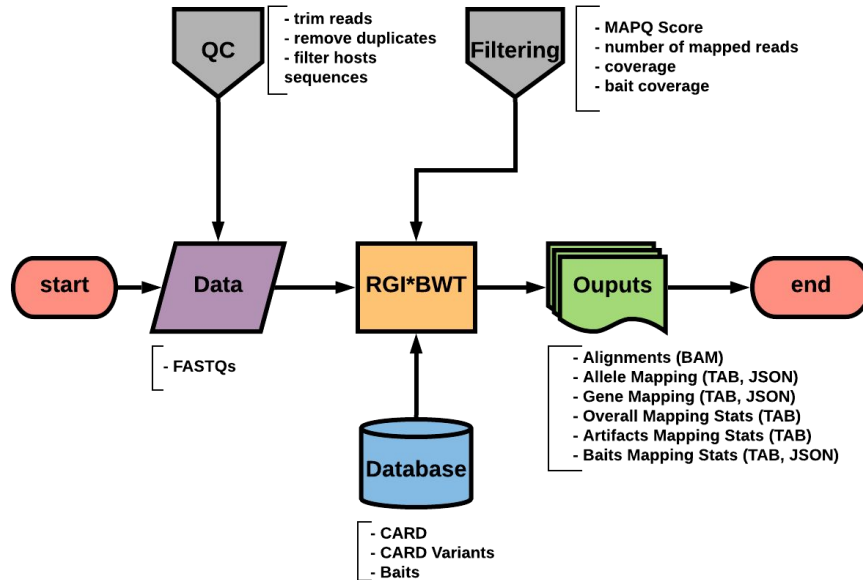 QC
- trim reads
- remove duplicates
- filter hosts
sequences
Filtering
- MAPQ Score
- number of mapped reads
- coverage
- bait coverage
start
Data
RGI*BWT
Ouputs
end
- FASTQs
- Alignments (BAM)
- Allele Mapping (TAB, JSON)
- Gene Mapping (TAB, JSON)
- Overall Mapping Stats (TAB)
- Artifacts Mapping Stats (TAB)
- Baits Mapping Stats (TAB, JSON)
Database
- CARD
- CARD Variants
- Baits